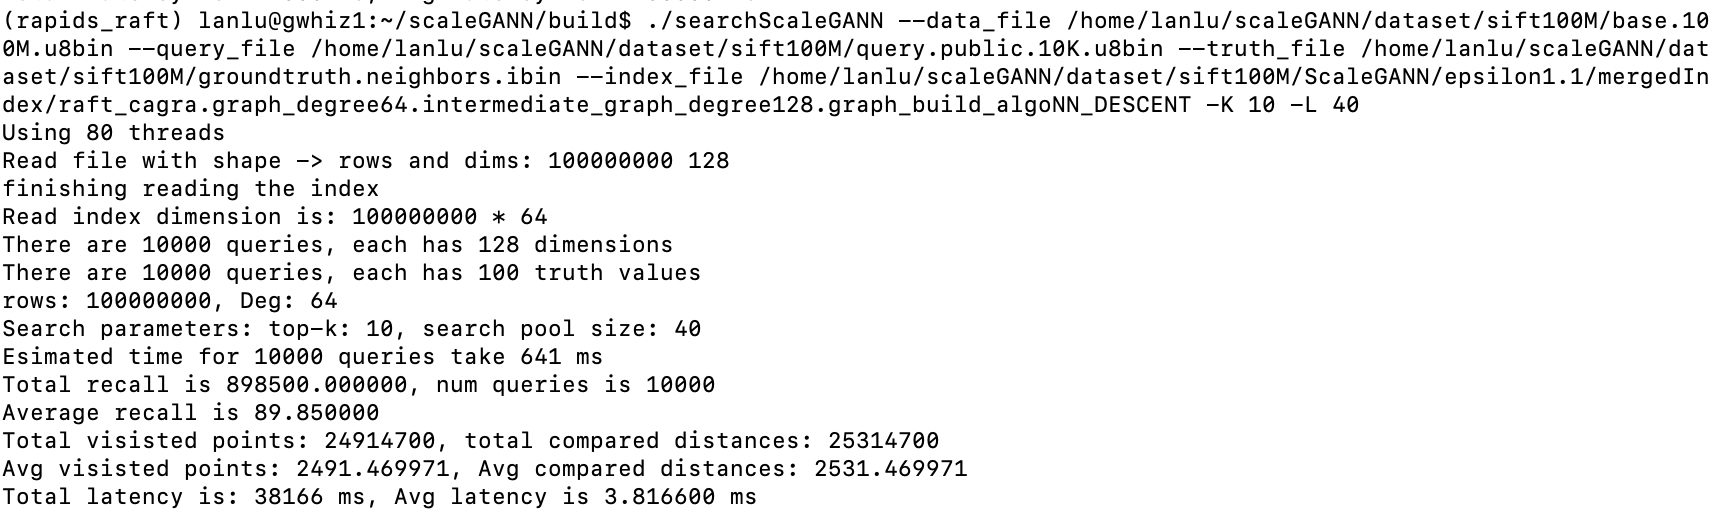 (rapids_raft) lanlu@gwhiz1:~/scaleGANN/build$ ./searchScaleGANN --data_file /home/lanlu/scaleGANN/dataset/sift100M/base.10
0M.u8bin --query_file /home/lanlu/scaleGANN/dataset/sift100M/query.public.10K.u8bin --truth_file /home/lanlu/scaleGANN/dat
aset/sift100M/groundtruth.neighbors.ibin --index_file /home/lanlu/scaleGANN/dataset/sift100M/ScaleGANN/epsilon1.1/mergedIn
dex/raft_cagra.graph_degree64.intermediate_graph_degree128.graph_build_algoNN_DESCENT -K 10 -L 40
Using 80 threads
Read file with shape -> rows and dims: 100000000 128
finishing reading the index
Read index dimension is: 100000000 * 64
There are 10000 queries, each has 128 dimensions
There are 10000 queries, each has 100 truth values
rows: 100000000, Deg: 64
Search parameters: top-k: 10, search pool size: 40
Esimated time for 10000 queries take 641 ms
Total recall is 898500.000000, num queries is 10000
Average recall is 89.850000
Total visisted points: 24914700, total compared distances: 25314700
Avg visisted points: 2491.469971, Avg compared distances: 2531.469971
Total latency is: 38166 ms, Avg latency is 3.816600 ms